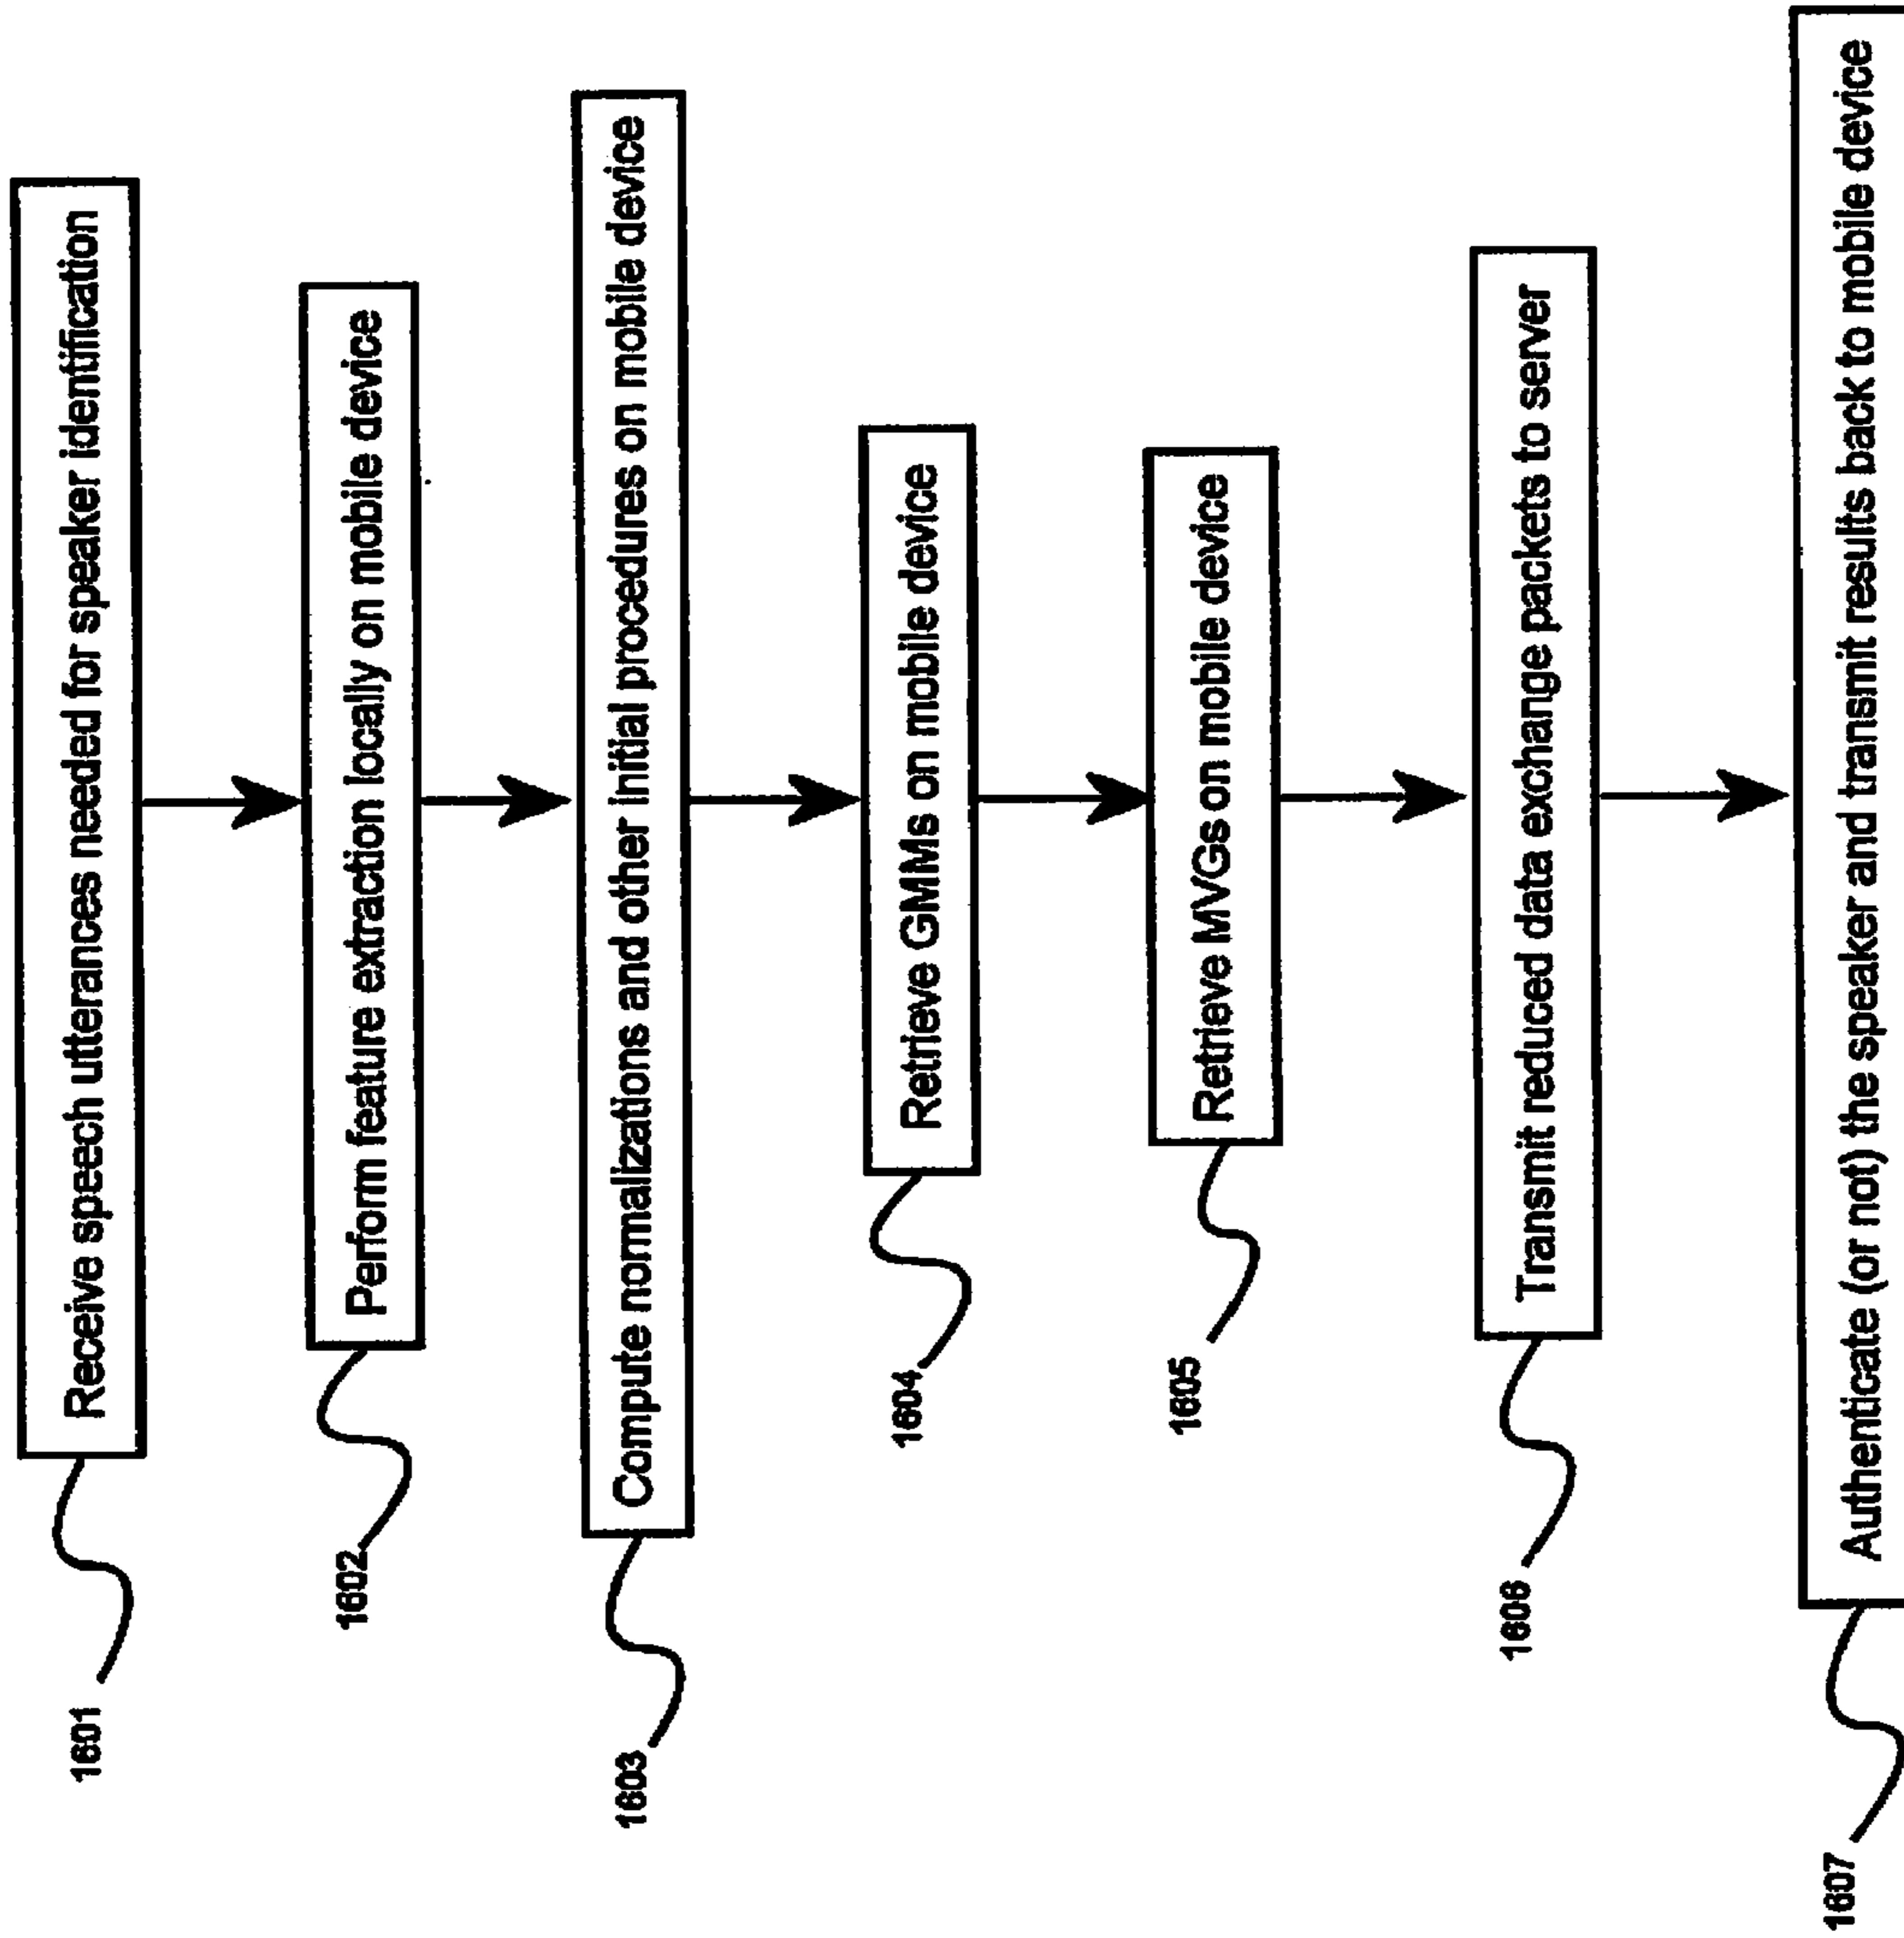 1601
Receive speech utterances needed for speaker identification
1602
Perform feature extraction locally on mobile device
1603
Compute normalizations and other initial procedures on mobile device
1604
Retrieve GMMs on mobile device
1605
Retrieve MVGs on mobile device
1606
Transmit reduced data exchange packets to server
1607
Authenticate (or not) the speaker and transmit results back to mobile device